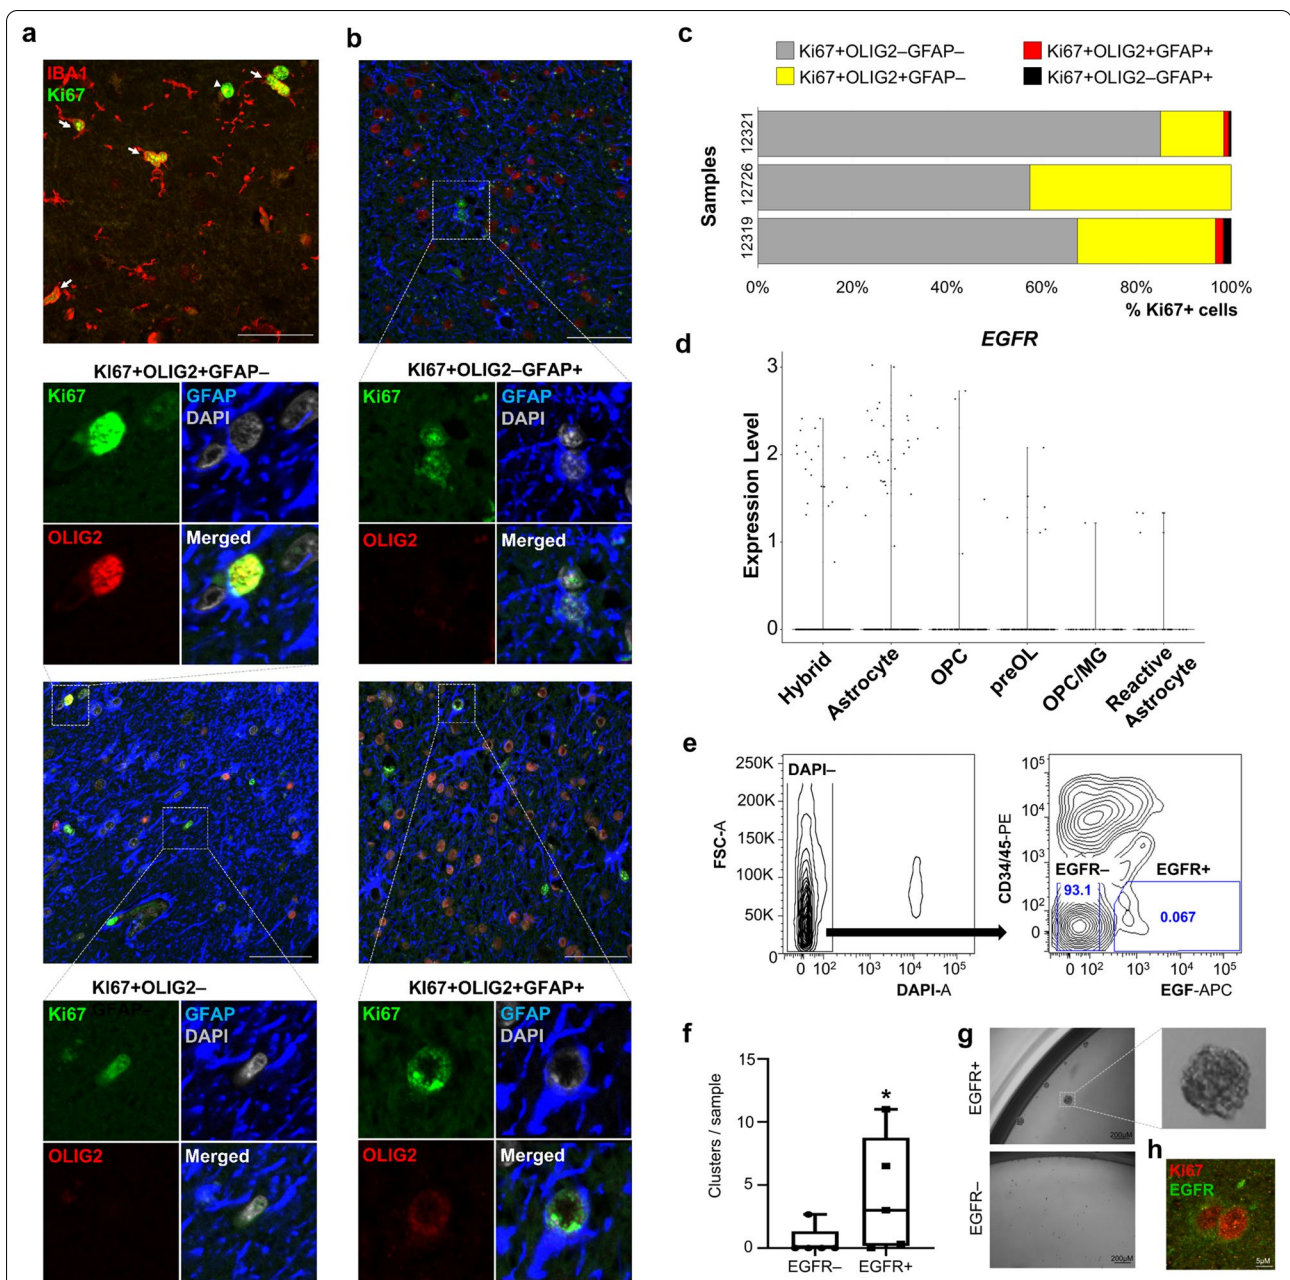 a
IBA1
Ki67
KI67+OLIG2+GFAP–
Ki67
GFAP
DAPI
OLIG2
Merged
KI67+OLIG2–
GFAP–
Ki67
GFAP
DAPI
OLIG2
Merged
b
KI67+OLIG2–GFAP+
Ki67
GFAP
DAPI
OLIG2
Merged
KI67+OLIG2+GFAP+
Ki67
GFAP
DAPI
OLIG2
Merged
c
Ki67+OLIG2–GFAP–
Ki67+OLIG2+GFAP+
Ki67+OLIG2+GFAP–
Ki67+OLIG2–GFAP+
Samples
12321
12726
12319
0% 20% 40% 60% 80% 100%
% Ki67+ cells
d
EGFR
Expression Level
3
2
1
0
Hybrid
Astrocyte
OPC
preOL
OPC/MG
Reactive
Astrocyte
e
FSC-A
250K
200K
150K
100K
50K
0
DAPI–
0 10² 10³ 10⁴ 10⁵
DAPI-A
CD34/45-PE
10⁵
10⁴
10³
10²
0
EGFR– EGFR+
93.1
0.067
0 10² 10³ 10⁴ 10⁵
EGF-APC
f
Clusters / sample
15
10
5
0
*
EGFR– EGFR+
g
EGFR+
200µM
EGFR–
200µM
h
Ki67
EGFR
5µM